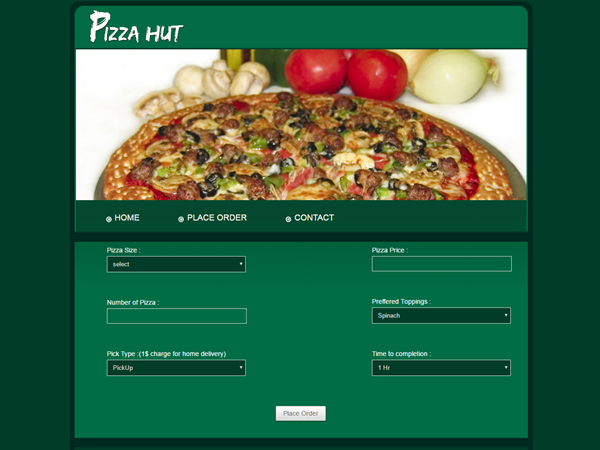 PIZZA HUT
HOME PLACE ORDER CONTACT
Pizza Size : Pizza Price :
select
Number of Pizza : Preffered Toppings :
Spinach
Pick Type :(1$ charge for home delivery) Time to completion :
PickUp 1 Hr
Place Order